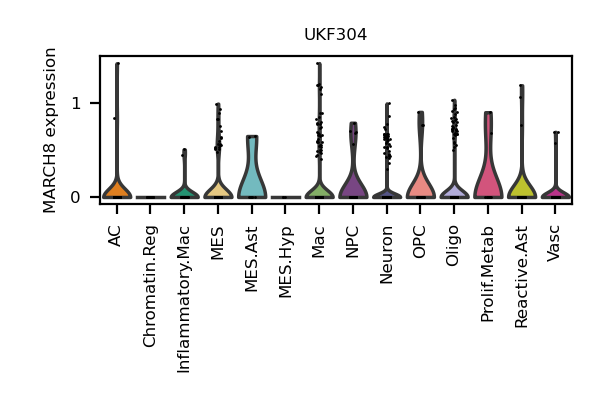 UKF304
MARCH8 expression
1
0
AC
Chromatin.Reg
Inflammatory.Mac
MES
MES.Ast
MES.Hyp
Mac
NPC
Neuron
OPC
Oligo
Prolif.Metab
Reactive.Ast
Vasc